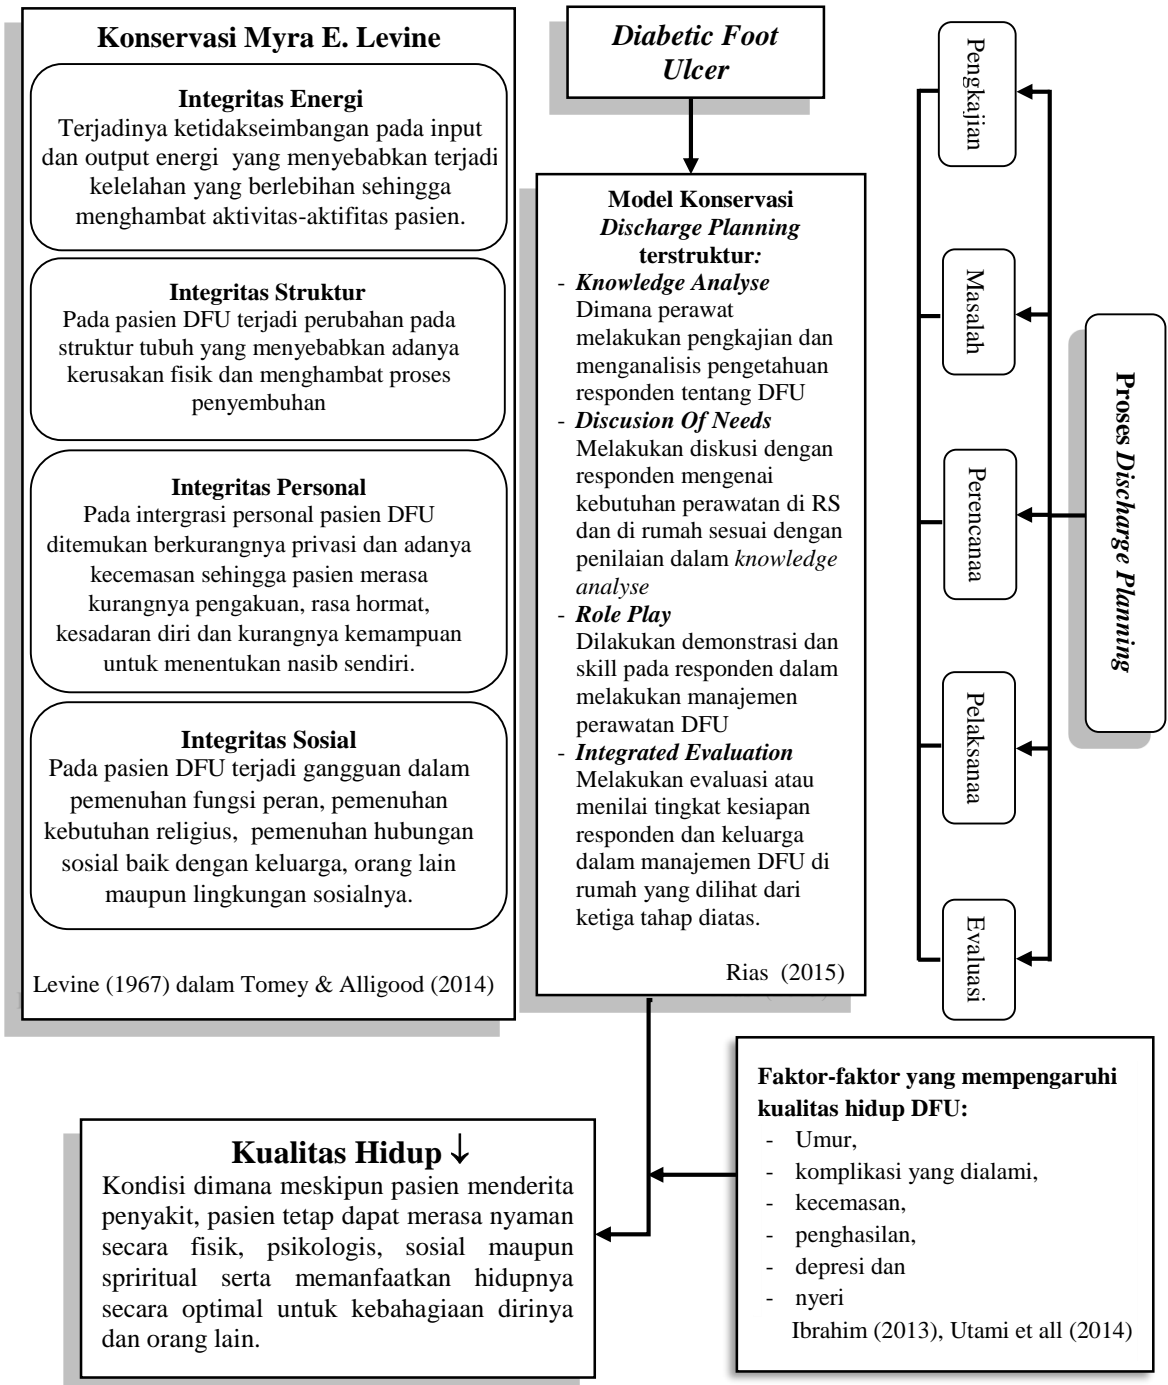 Konservasi Myra E. Levine
Integritas Energi
Terjadinya ketidakseimbangan pada input
dan output energi yang menyebabkan terjadi
kelelahan yang berlebihan sehingga
menghambat aktivitas-aktifitas pasien.
Integritas Struktur
Pada pasien DFU terjadi perubahan pada
struktur tubuh yang menyebabkan adanya
kerusakan fisik dan menghambat proses
penyembuhan
Integritas Personal
Pada intergrasi personal pasien DFU
ditemukan berkurangnya privasi dan adanya
kecemasan sehingga pasien merasa
kurangnya pengakuan, rasa hormat,
kesadaran diri dan kurangnya kemampuan
untuk menentukan nasib sendiri.
Integritas Sosial
Pada pasien DFU terjadi gangguan dalam
pemenuhan fungsi peran, pemenuhan
kebutuhan religius, pemenuhan hubungan
sosial baik dengan keluarga, orang lain
maupun lingkungan sosialnya.
Levine (1967) dalam Tomey & Alligood (2014)
Diabetic Foot
Ulcer
Model Konservasi
Discharge Planning
terstruktur:
- Knowledge Analyse
Dimana perawat
melakukan pengkajian dan
menganalisis pengetahuan
responden tentang DFU
- Discusion Of Needs
Melakukan diskusi dengan
responden mengenai
kebutuhan perawatan di RS
dan di rumah sesuai dengan
penilaian dalam knowledge
analyse
- Role Play
Dilakukan demonstrasi dan
skill pada responden dalam
melakukan manajemen
perawatan DFU
- Integrated Evaluation
Melakukan evaluasi atau
menilai tingkat kesiapan
responden dan keluarga
dalam manajemen DFU di
rumah yang dilihat dari
ketiga tahap diatas.
Rias (2015)
Pengkajian
Masalah
Perencanaa
Pelaksanaa
Evaluasi
Proses Discharge Planning
Kualitas Hidup ↓
Kondisi dimana meskipun pasien menderita
penyakit, pasien tetap dapat merasa nyaman
secara fisik, psikologis, sosial maupun
spriritual serta memanfaatkan hidupnya
secara optimal untuk kebahagiaan dirinya
dan orang lain.
Faktor-faktor yang mempengaruhi
kualitas hidup DFU:
- Umur,
- komplikasi yang dialami,
- kecemasan,
- penghasilan,
- depresi dan
- nyeri
Ibrahim (2013), Utami et all (2014)